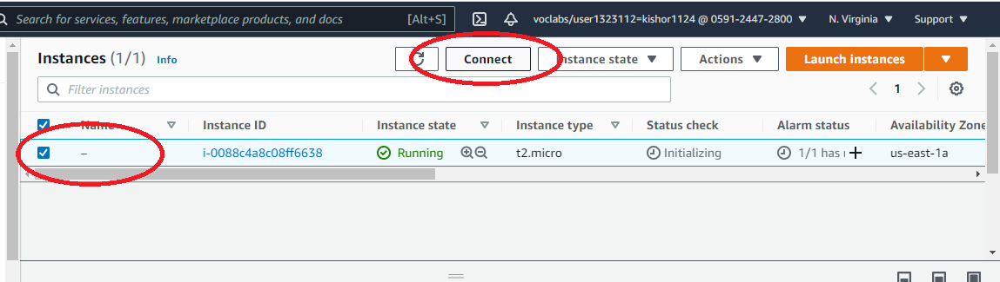 Search for services, features, marketplace products, and docs [Alt+S] voclabs/user1323112=kishor1124 @ 0591-2447-2800 N. Virginia Support
Instances (1/1) Info Connect Instance state Actions Launch instances
Filter instances 1
Name Instance ID Instance state Instance type Status check Alarm status Availability Zone
– i-0088c4a8c08ff6638 Running t2.micro Initializing 1/1 has us-east-1a